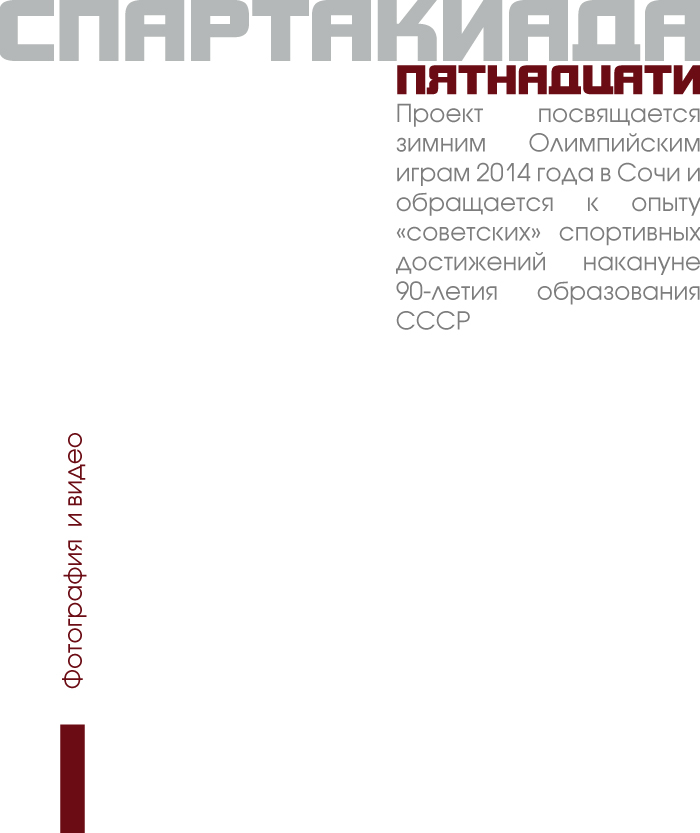 СПАРТАКИАДА
ПЯТНАДЦАТИ
Проект посвящается
зимним Олимпийским
играм 2014 года в Сочи и
обращается к опыту
«советских» спортивных
достижений накануне
90-летия образования
СССР
Фотография и видео